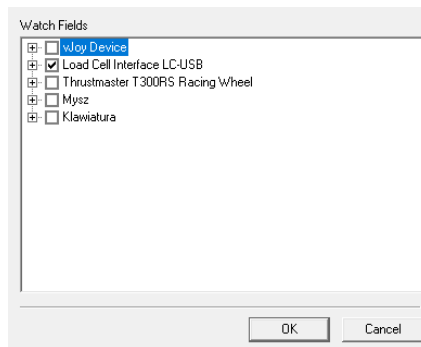 Watch Fields
vJoy Device
Load Cell Interface LC-USB
Thrustmaster T300RS Racing Wheel
Mysz
Klawiatura
OK
Cancel